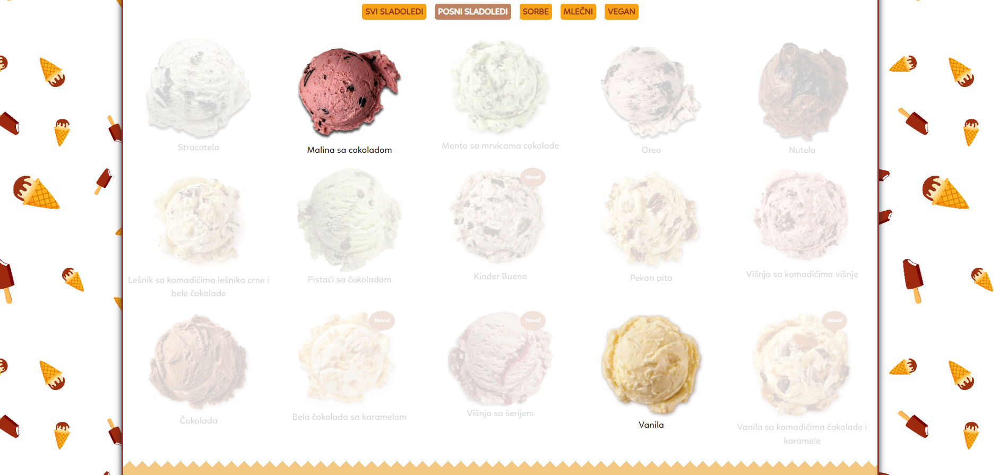 SVI SLADOLEDI POSNI SLADOLEDI SORBE MLEČNI VEGAN
Stracatela
Malina sa cokoladom
Menta sa mrvicama cokolade
Oreo
Nutela
Lešnik sa komadićima lešnika crne i
bele čokolade
Pistaći sa čokoladom
Novo!
Kinder Bueno
Pekan pita
Višnja sa komadićima višnje
Čokolada
Novo!
Bela čokolada sa karamelom
Novo!
Višnja sa šerijem
Vanila
Novo!
Vanila sa komadićima čokolade i
karamele